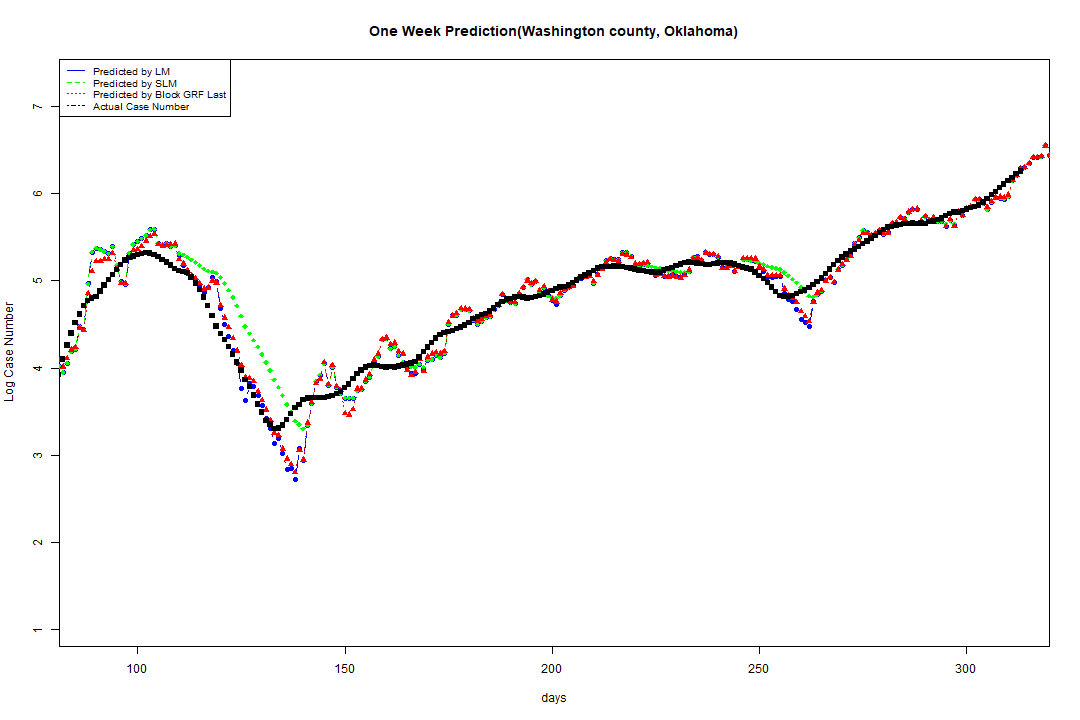 One Week Prediction(Washington county, Oklahoma)
Predicted by LM
Predicted by SLM
Predicted by Block GRF Last
Actual Case Number
7
6
5
4
3
2
1
Log Case Number
100 150 200 250 300
days